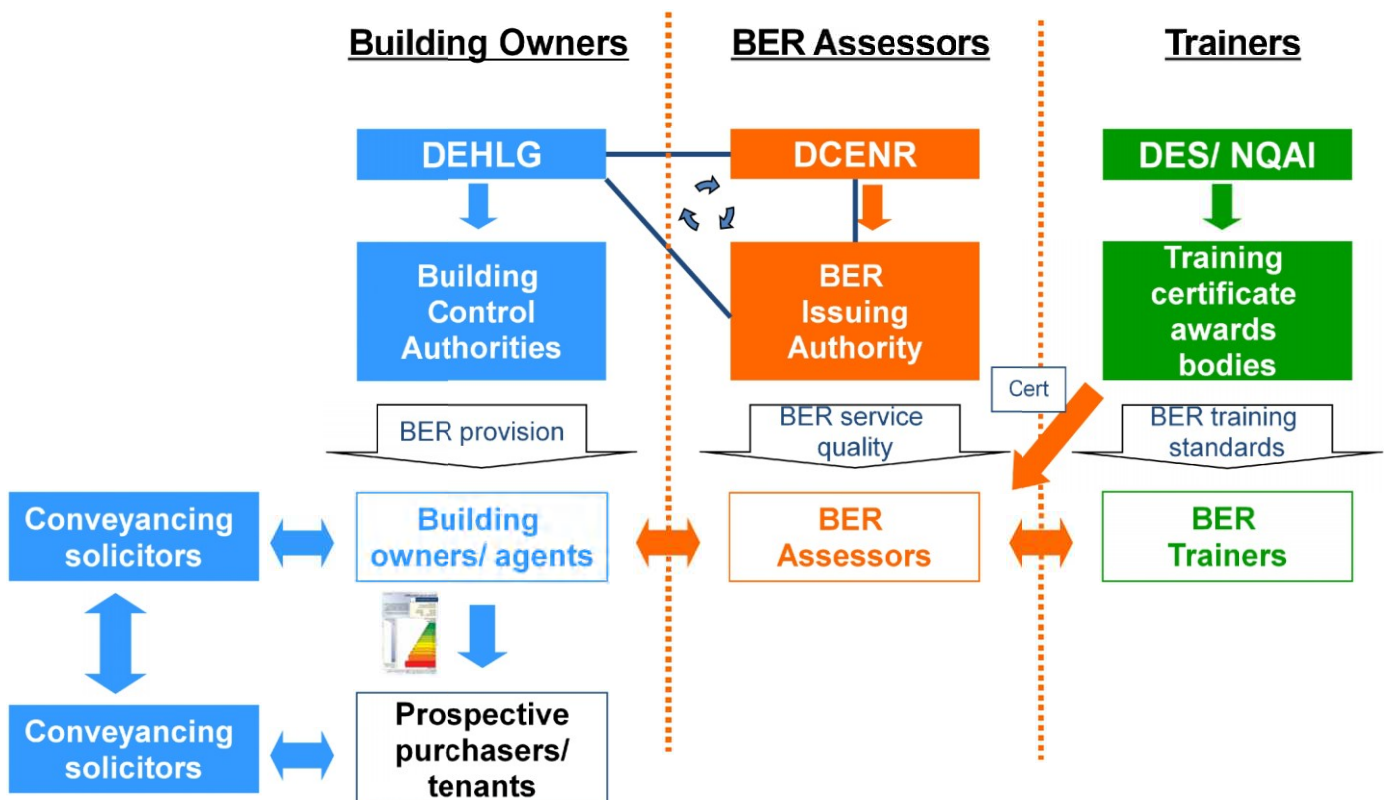 Building Owners
BER Assessors
Trainers
DEHLG
DCENR
DES/ NQAI
Building
Control
Authorities
BER
Issuing
Authority
Training
certificate
awards
bodies
Cert
BER provision
BER service
quality
BER training
standards
Conveyancing
solicitors
Building
owners/ agents
BER
Assessors
BER
Trainers
Conveyancing
solicitors
Prospective
purchasers/
tenants